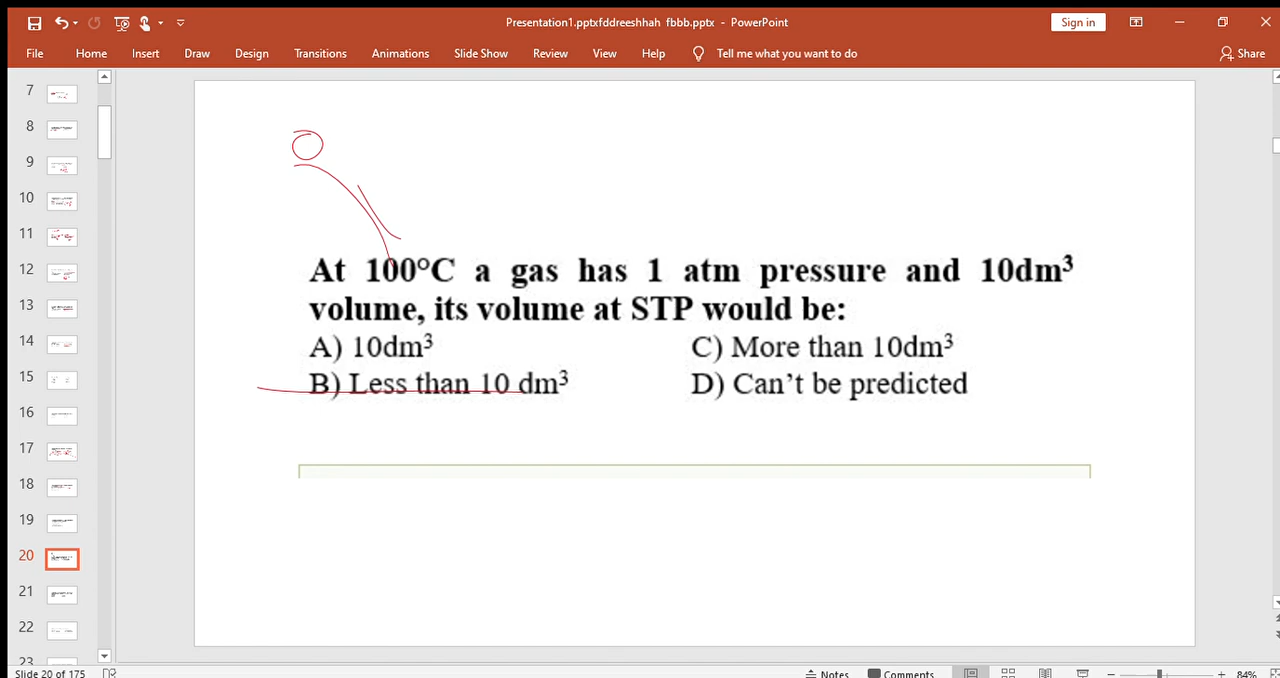 Presentation1.pptxfddreeshhah fbbb.pptx - PowerPoint
Sign in
File Home Insert Draw Design Transitions Animations Slide Show Review View Help Tell me what you want to do Share
7
8
9
10
11
12
13
14
15
16
17
18
19
20
21
22
23
At 100°C a gas has 1 atm pressure and 10dm³
volume, its volume at STP would be:
A) 10dm³ C) More than 10dm³
B) Less than 10 dm³ D) Can't be predicted
Slide 20 of 175 Notes Comments 84%